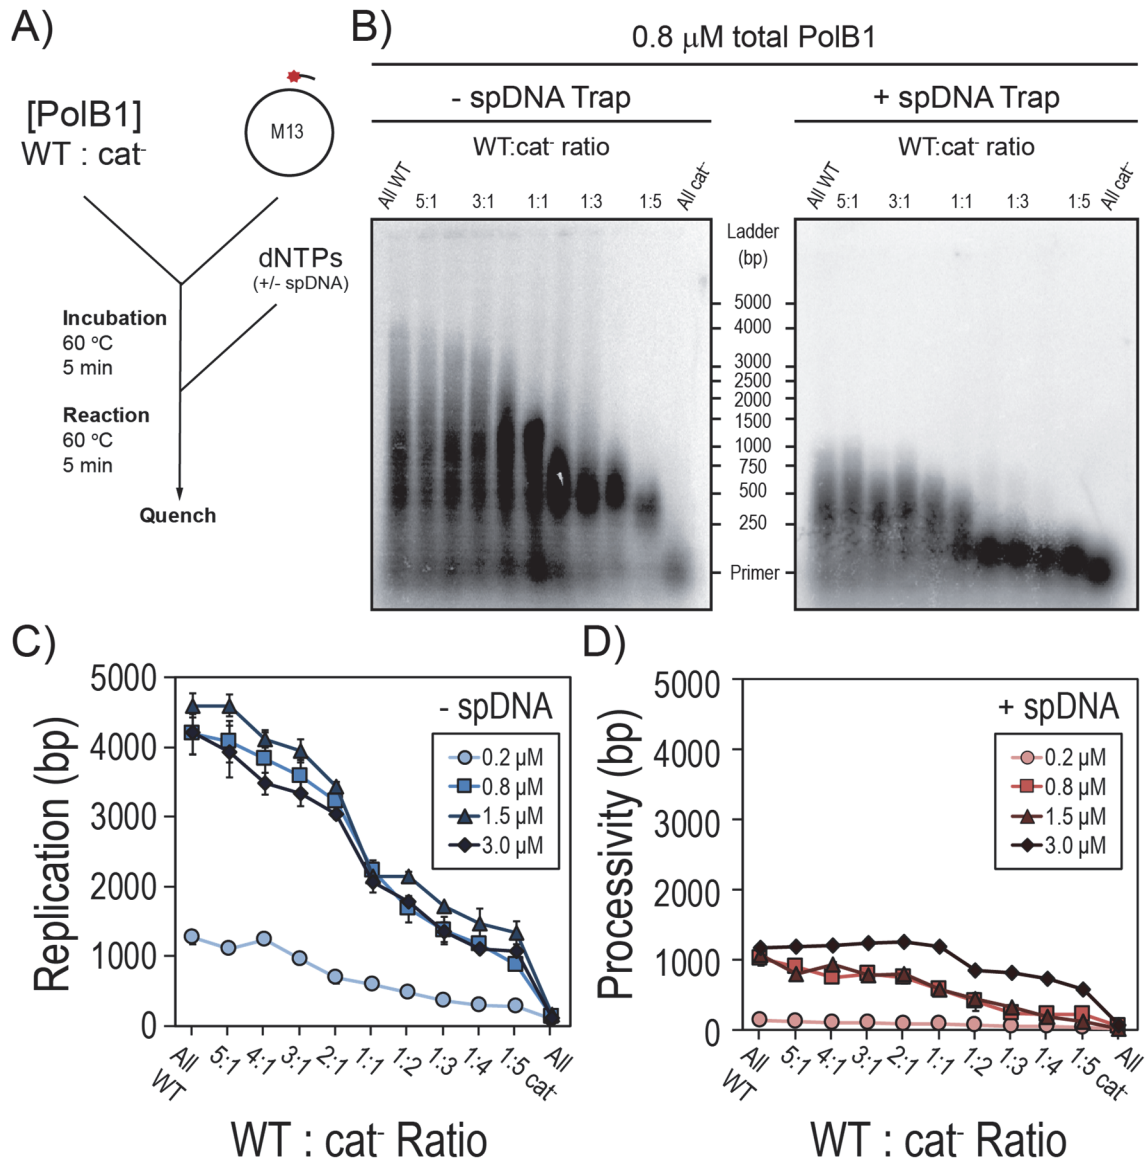 A)
[PolB1]
WT : cat-
M13
dNTPs
(+/- spDNA)
Incubation
60 °C
5 min
Reaction
60 °C
5 min
Quench
B)
0.8 µM total PolB1
- spDNA Trap
+ spDNA Trap
WT:cat- ratio
WT:cat- ratio
All WT
5:1
3:1
1:1
1:3
1:5
All cat-
All WT
5:1
3:1
1:1
1:3
1:5
All cat-
Ladder
(bp)
5000
4000
3000
2500
2000
1500
1000
750
500
250
Primer
C)
Replication (bp)
5000
4000
3000
2000
1000
0
- spDNA
0.2 µM
0.8 µM
1.5 µM
3.0 µM
All WT
5:1
4:1
3:1
2:1
1:1
1:2
1:3
1:4
1:5
All cat-
WT : cat- Ratio
D)
Processivity (bp)
5000
4000
3000
2000
1000
0
+ spDNA
0.2 µM
0.8 µM
1.5 µM
3.0 µM
All WT
5:1
4:1
3:1
2:1
1:1
1:2
1:3
1:4
1:5
All cat-
WT : cat- Ratio